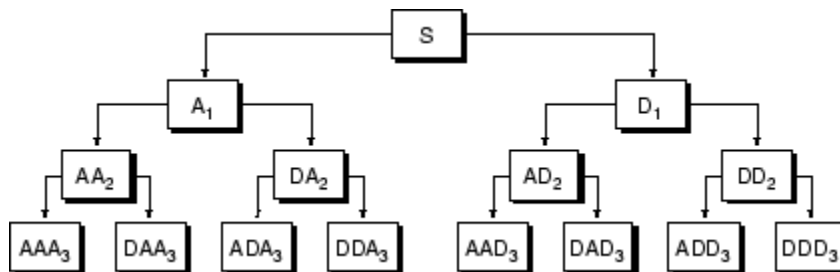 S
A₁ D₁
AA₂ DA₂ AD₂ DD₂
AAA₃ DAA₃ ADA₃ DDA₃ AAD₃ DAD₃ ADD₃ DDD₃